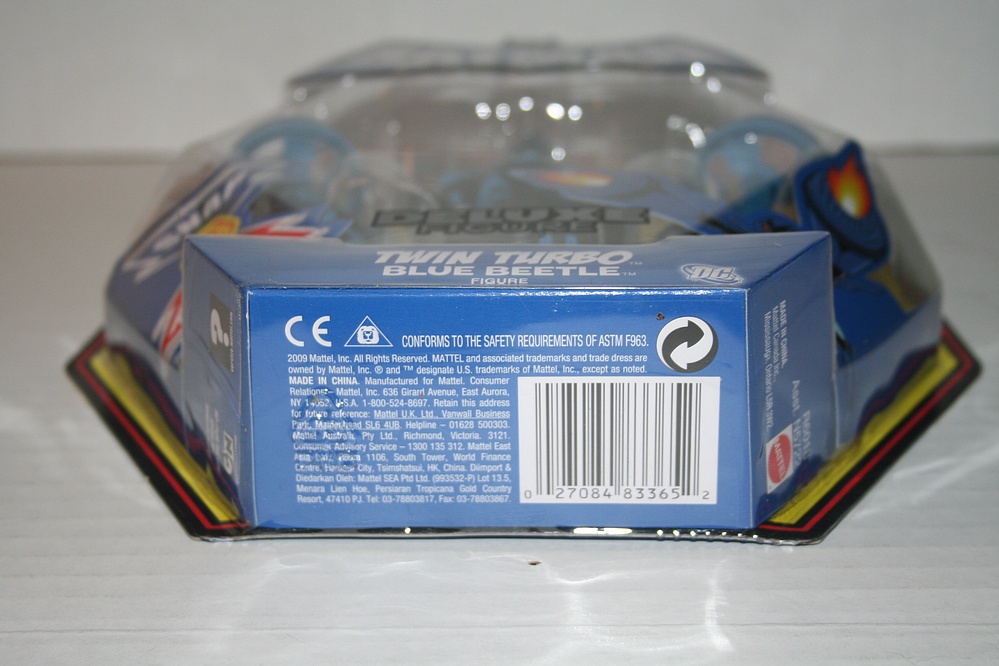 DELUXE
FIGURE
TWIN TURBO™
BLUE BEETLE™
FIGURE
DC
CE
CONFORMS TO THE SAFETY REQUIREMENTS OF ASTM F963.
2009 Mattel, Inc. All Rights Reserved. MATTEL and associated trademarks and trade dress are
owned by Mattel, Inc. ® and ™ designate U.S. trademarks of Mattel, Inc., except as noted.
MADE IN CHINA. Manufactured for Mattel. Consumer
Relations- Mattel, Inc. 636 Girard Avenue, East Aurora,
NY 14052, U.S.A. 1-800-524-8697. Retain this address
for future reference: Mattel U.K. Ltd., Vanwall Business
Park, Maidenhead SL6 4UB. Helpline – 01628 500303.
Mattel Australia Pty Ltd., Richmond, Victoria. 3121.
Consumer Advisory Service – 1300 135 312. Mattel East
Asia Ltd., Room 1106, South Tower, World Finance
Centre, Harbour City, Tsimshatsui, HK, China. Diimport &
Diedarkan Oleh: Mattel SEA Ptd Ltd. (993532-P) Lot 13.5,
Menara Lien Hoe, Persiaran Tropicana Golf Country
Resort, 47410 PJ. Tel: 03-78803817, Fax: 03-78803867.
0 27084 83365 2
MADE IN CHINA.
Mattel Canada Inc.,
MATTEL
?